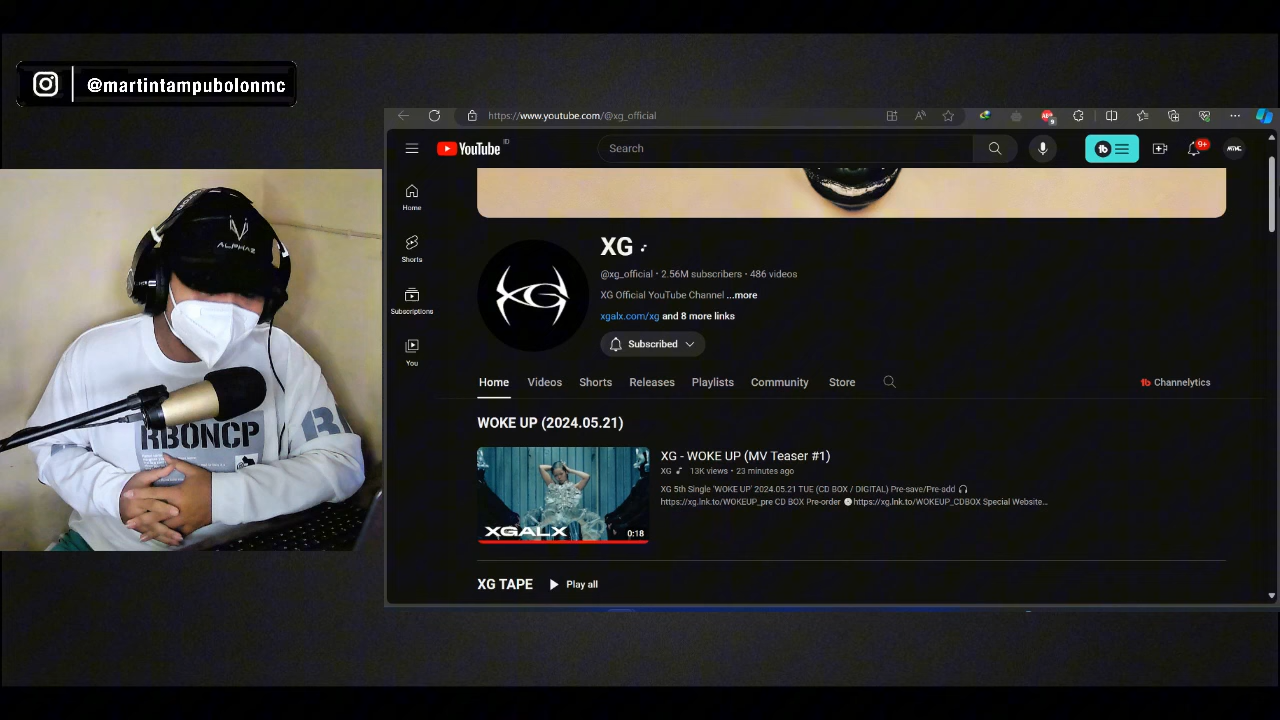 @martintampubolonmc
https://www.youtube.com/@xg_official
YouTube ID
Search
9+
MTMC
Home
Shorts
Subscriptions
You
XG
@xg_official • 2.56M subscribers • 486 videos
XG Official YouTube Channel ...more
xgalx.com/xg and 8 more links
Subscribed
Home Videos Shorts Releases Playlists Community Store
Channelytics
WOKE UP (2024.05.21)
XGALX
0:18
XG - WOKE UP (MV Teaser #1)
XG 13K views • 23 minutes ago
XG 5th Single 'WOKE UP' 2024.05.21 TUE (CD BOX / DIGITAL) Pre-save/Pre-add
https://xg.lnk.to/WOKEUP_pre CD BOX Pre-order https://xg.lnk.to/WOKEUP_CDBOX Special Website...
XG TAPE Play all
ALPHAZ
RBONCP